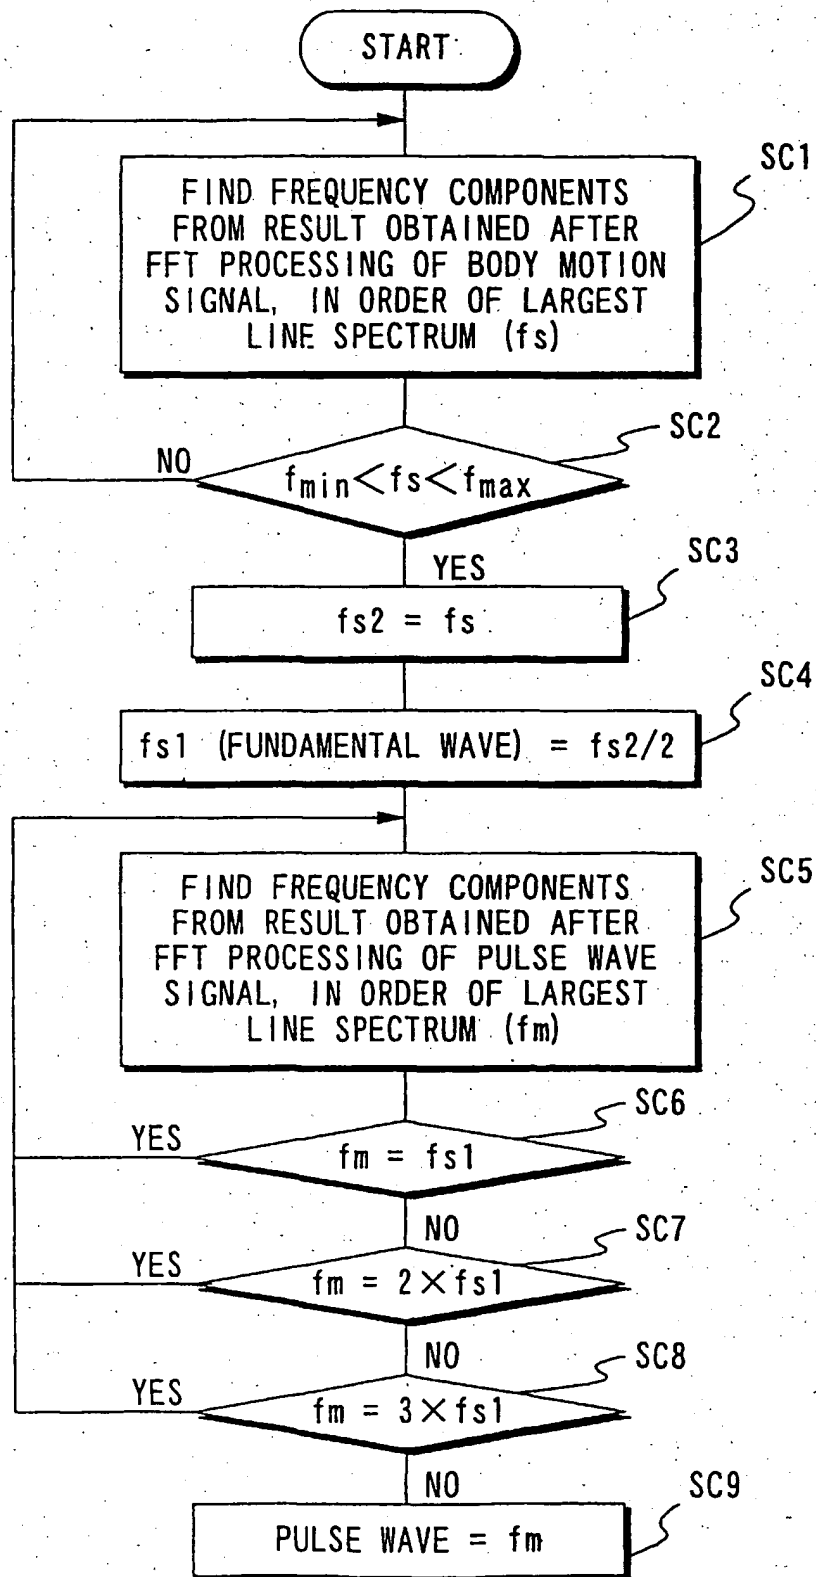 START
SC1
FIND FREQUENCY COMPONENTS
FROM RESULT OBTAINED AFTER
FFT PROCESSING OF BODY MOTION
SIGNAL, IN ORDER OF LARGEST
LINE SPECTRUM (fs)
SC2
NO
fmin<fs<fmax
YES
SC3
fs2 = fs
SC4
fs1 (FUNDAMENTAL WAVE) = fs2/2
SC5
FIND FREQUENCY COMPONENTS
FROM RESULT OBTAINED AFTER
FFT PROCESSING OF PULSE WAVE
SIGNAL, IN ORDER OF LARGEST
LINE SPECTRUM (fm)
SC6
YES
fm = fs1
NO
SC7
YES
fm = 2×fs1
NO
SC8
YES
fm = 3×fs1
NO
SC9
PULSE WAVE = fm